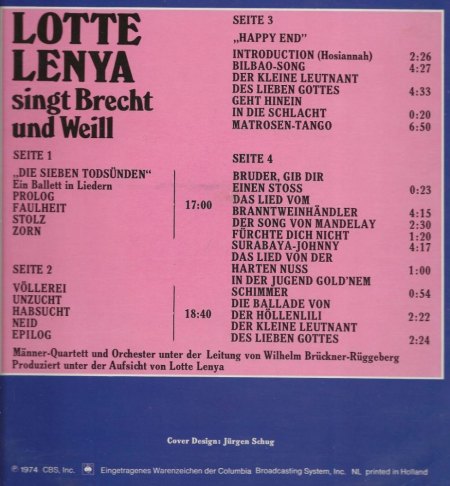 LOTTE
LENYA
singt Brecht
und Weill
SEITE 1
„DIE SIEBEN TODSÜNDEN“
Ein Ballett in Liedern
PROLOG
FAULHEIT
STOLZ
ZORN
17:00
SEITE 2
VÖLLEREI
UNZUCHT
HABSUCHT
NEID
EPILOG
18:40
SEITE 3
„HAPPY END“
INTRODUCTION (Hosiannah) 2:26
BILBAO-SONG 4:27
DER KLEINE LEUTNANT
DES LIEBEN GOTTES 4:33
GEHT HINEIN
IN DIE SCHLACHT 0:20
MATROSEN-TANGO 6:50
SEITE 4
BRUDER, GIB DIR
EINEN STOSS 0:23
DAS LIED VOM
BRANNTWEINHÄNDLER 4:15
DER SONG VON MANDELAY 2:30
FÜRCHTE DICH NICHT 1:20
SURABAYA-JOHNNY 4:17
DAS LIED VON DER
HARTEN NUSS 1:00
IN DER JUGEND GOLD'NEM
SCHIMMER 0:54
DIE BALLADE VON
DER HÖLLENLILI 2:22
DER KLEINE LEUTNANT
DES LIEBEN GOTTES 2:24
Männer-Quartett und Orchester unter der Leitung von Wilhelm Brückner-Rüggeberg
Produziert unter der Aufsicht von Lotte Lenya
Cover Design: Jürgen Schug
℗ 1974 CBS, Inc. Eingetragenes Warenzeichen der Columbia Broadcasting System, Inc. NL printed in Holland